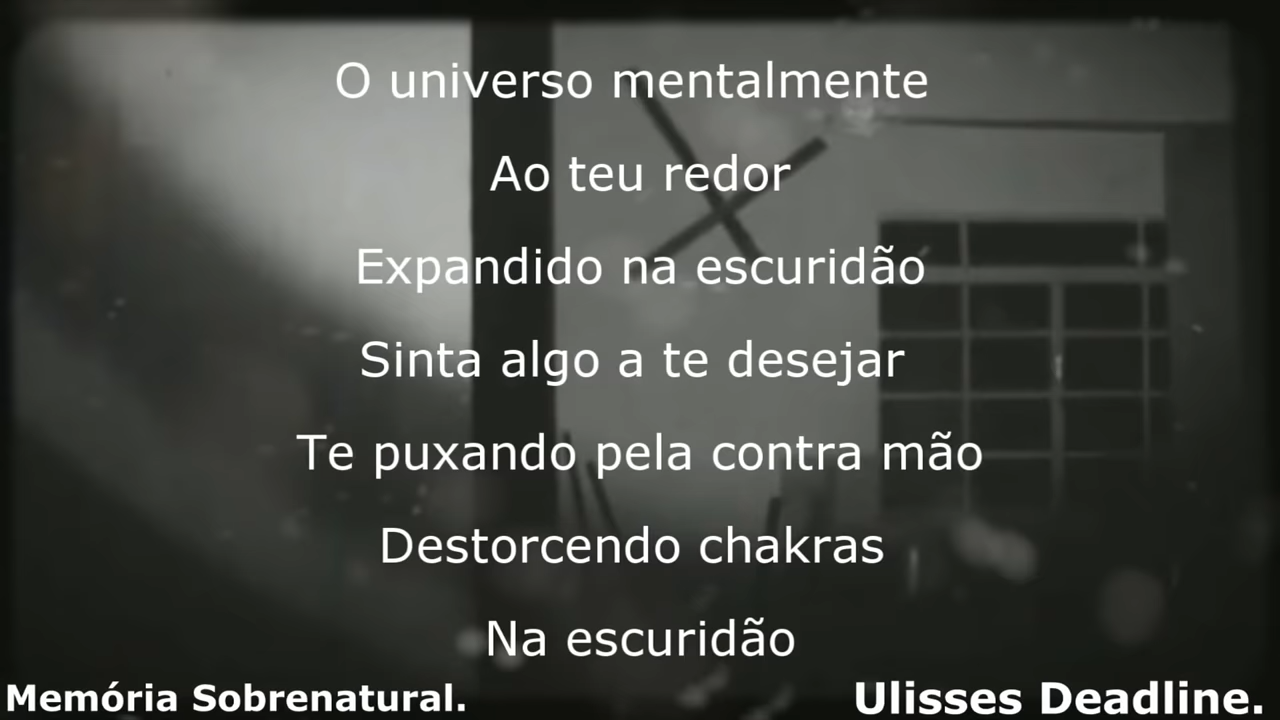 O universo mentalmente
Ao teu redor
Expandido na escuridão
Sinta algo a te desejar
Te puxando pela contra mão
Destorcendo chakras
Na escuridão
Memória Sobrenatural.
Ulisses Deadline.